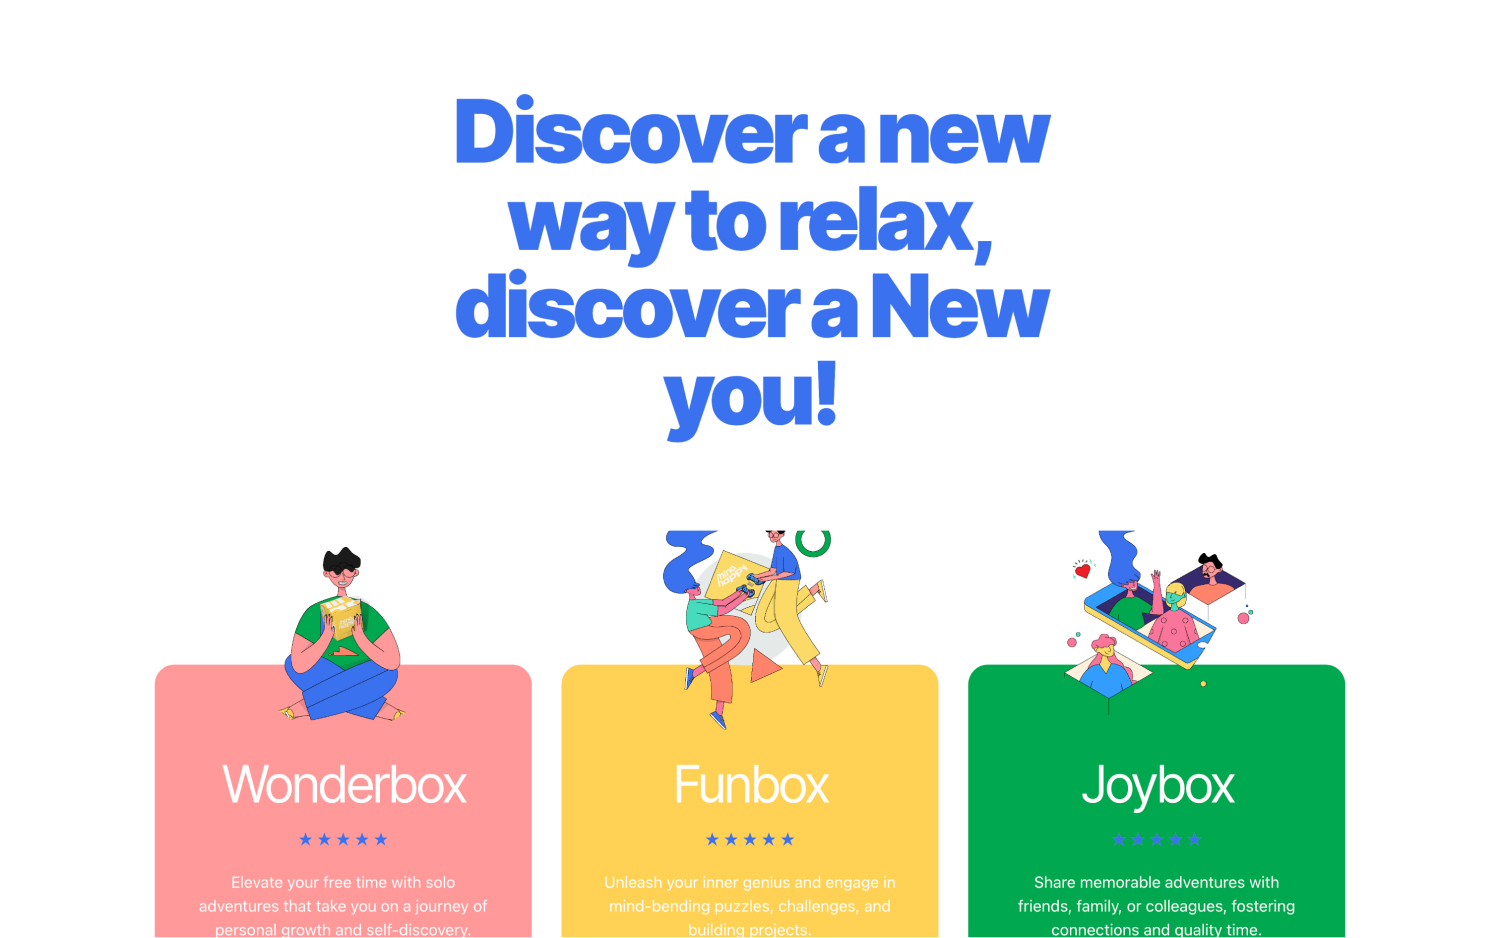 Discover a new
way to relax,
discover a New
you!
mind
happy
Wonderbox
Funbox
Joybox
Elevate your free time with solo
adventures that take you on a journey of
personal growth and self-discovery.
Unleash your inner genius and engage in
mind-bending puzzles, challenges, and
building projects.
Share memorable adventures with
friends, family, or colleagues, fostering
connections and quality time.